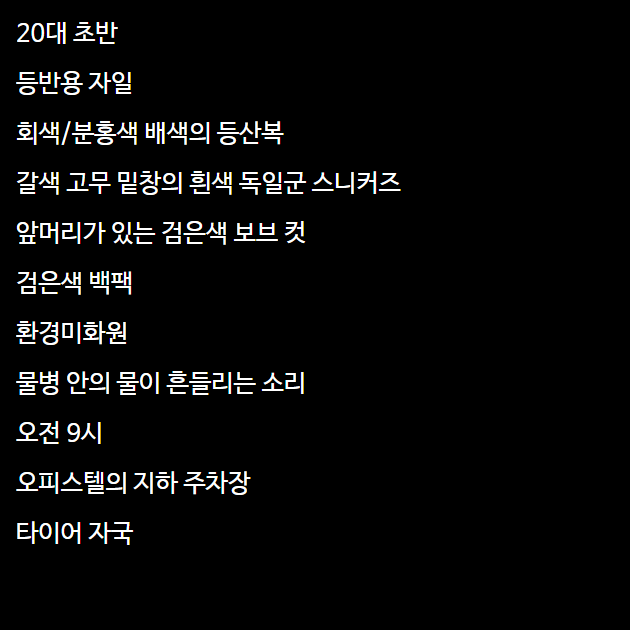 20대 초반
등반용 자일
회색/분홍색 배색의 등산복
갈색 고무 밑창의 흰색 독일군 스니커즈
앞머리가 있는 검은색 보브 컷
검은색 백팩
환경미화원
물병 안의 물이 흔들리는 소리
오전 9시
오피스텔의 지하 주차장
타이어 자국